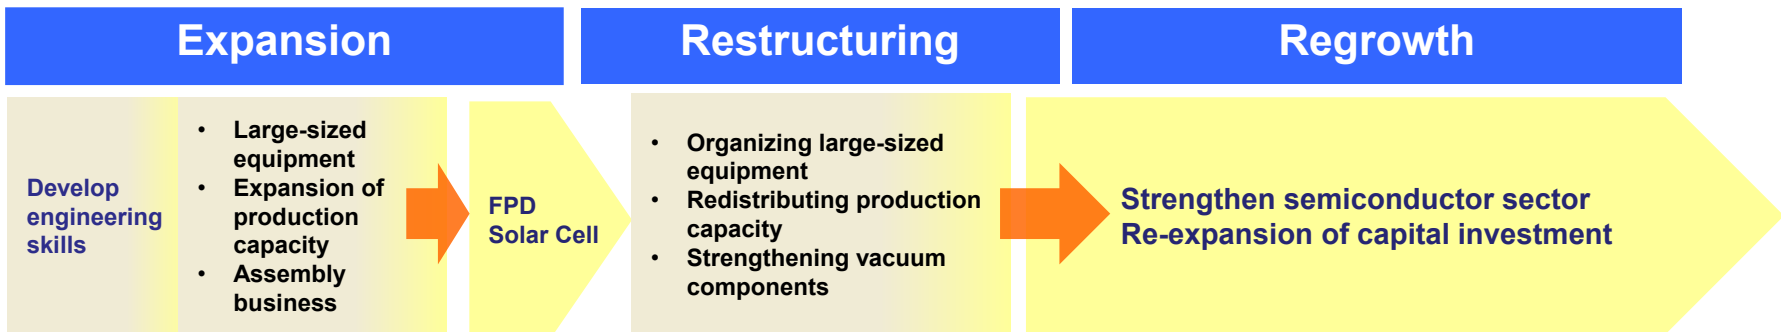 Expansion
Restructuring
Regrowth
Develop
engineering
skills
• Large-sized
equipment
• Expansion of
production
capacity
• Assembly
business
FPD
Solar Cell
• Organizing large-sized
equipment
• Redistributing production
capacity
• Strengthening vacuum
components
Strengthen semiconductor sector
Re-expansion of capital investment